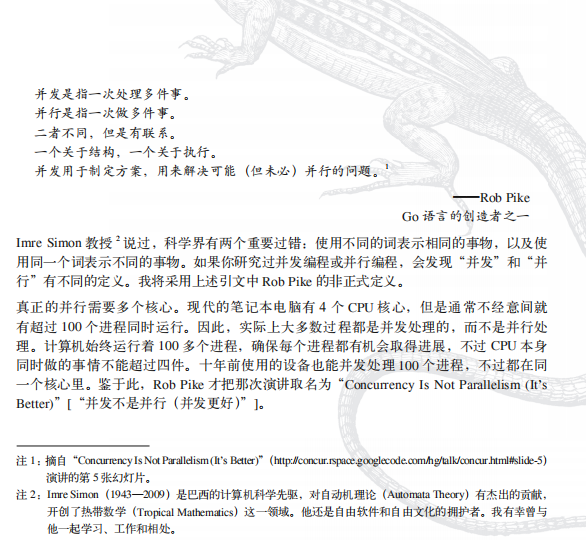 并发是指一次处理多件事。
并行是指一次做多件事。
二者不同，但是有联系。
一个关于结构，一个关于执行。
并发用于制定方案，用来解决可能（但未必）并行的问题。1
——Rob Pike
Go 语言的创造者之一
Imre Simon 教授 2 说过，科学界有两个重要过错：使用不同的词表示相同的事物，以及使
用同一个词表示不同的事物。如果你研究过并发编程或并行编程，会发现“并发”和“并
行”有不同的定义。我将采用上述引文中 Rob Pike 的非正式定义。
真正的并行需要多个核心。现代的笔记本电脑有 4 个 CPU 核心，但是通常不经意间就
有超过 100 个进程同时运行。因此，实际上大多数过程都是并发处理的，而不是并行处
理。计算机始终运行着 100 多个进程，确保每个进程都有机会取得进展，不过 CPU 本身
同时做的事情不能超过四件。十年前使用的设备也能并发处理 100 个进程，不过都在同
一个核心里。鉴于此，Rob Pike 才把那次演讲取名为“Concurrency Is Not Parallelism (It's
Better)”[“并发不是并行（并发更好）”]。
注 1：摘自“Concurrency Is Not Parallelism (It's Better)”（http://concur.rspace.googlecode.com/hg/talk/concur.html#slide-5）
演讲的第 5 张幻灯片。
注 2：Imre Simon（1943—2009）是巴西的计算机科学先驱，对自动机理论（Automata Theory）有杰出的贡献，
开创了热带数学（Tropical Mathematics）这一领域。他还是自由软件和自由文化的拥护者。我有幸曾与
他一起学习、工作和相处。